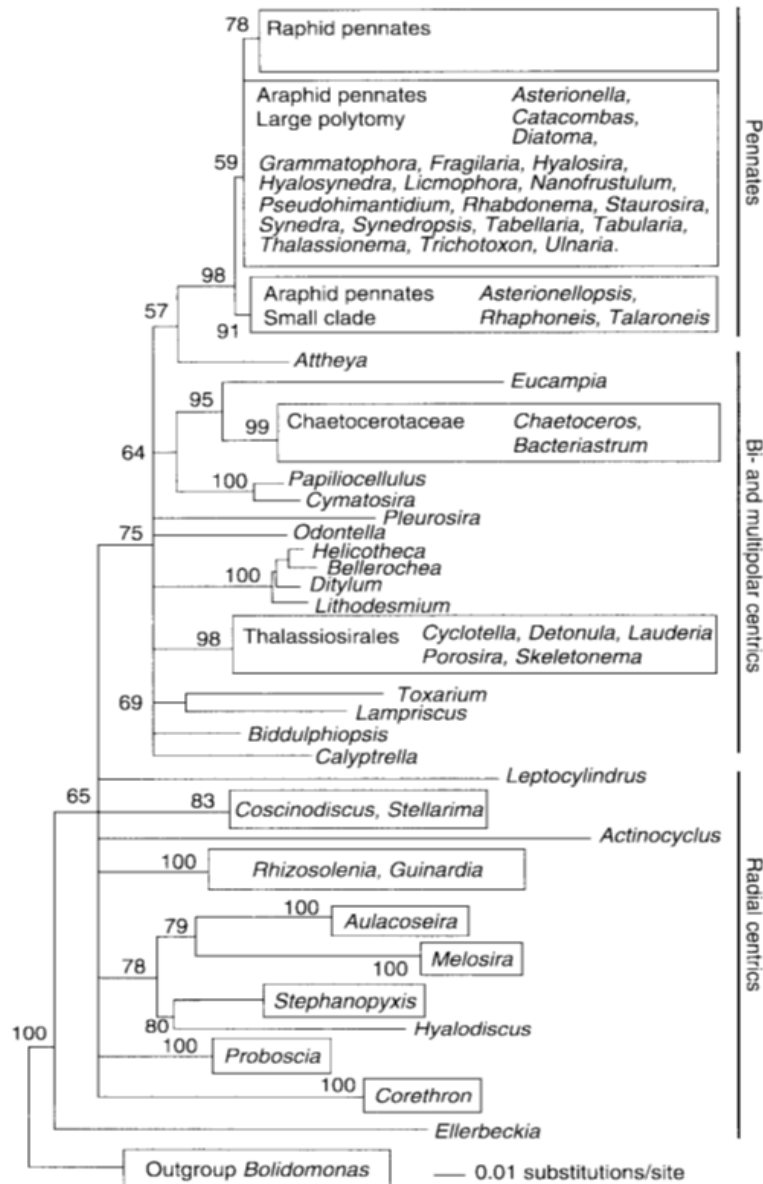 78
Raphid pennates
Araphid pennates Asterionella,
Large polytomy Catacombas,
Diatoma,
59
Grammatophora, Fragilaria, Hyalosira,
Hyalosynedra, Licmophora, Nanofrustulum,
Pseudohimantidium, Rhabdonema, Staurosira,
Synedra, Synedropsis, Tabellaria, Tabularia,
Thalassionema, Trichotoxon, Ulnaria.
Pennates
98
Araphid pennates Asterionellopsis,
Small clade Rhaphoneis, Talaroneis
57
91
Attheya
Eucampia
95
99
Chaetocerotaceae Chaetoceros,
Bacteriastrum
64
100
Papiliocellulus
Cymatosira
Pleurosira
75
Odontella
Helicotheca
Bellerochea
100
Ditylum
Lithodesmium
98
Thalassiosirales Cyclotella, Detonula, Lauderia
Porosira, Skeletonema
Bi- and multipolar centrics
69
Toxarium
Lampriscus
Biddulphiopsis
Calyptrella
Leptocylindrus
65
83
Coscinodiscus, Stellarima
Actinocyclus
100
Rhizosolenia, Guinardia
Radial centrics
100
Aulacoseira
79
100
Melosira
78
Stephanopyxis
80
Hyalodiscus
100
100
Proboscia
100
Corethron
Ellerbeckia
Outgroup Bolidomonas
0.01 substitutions/site